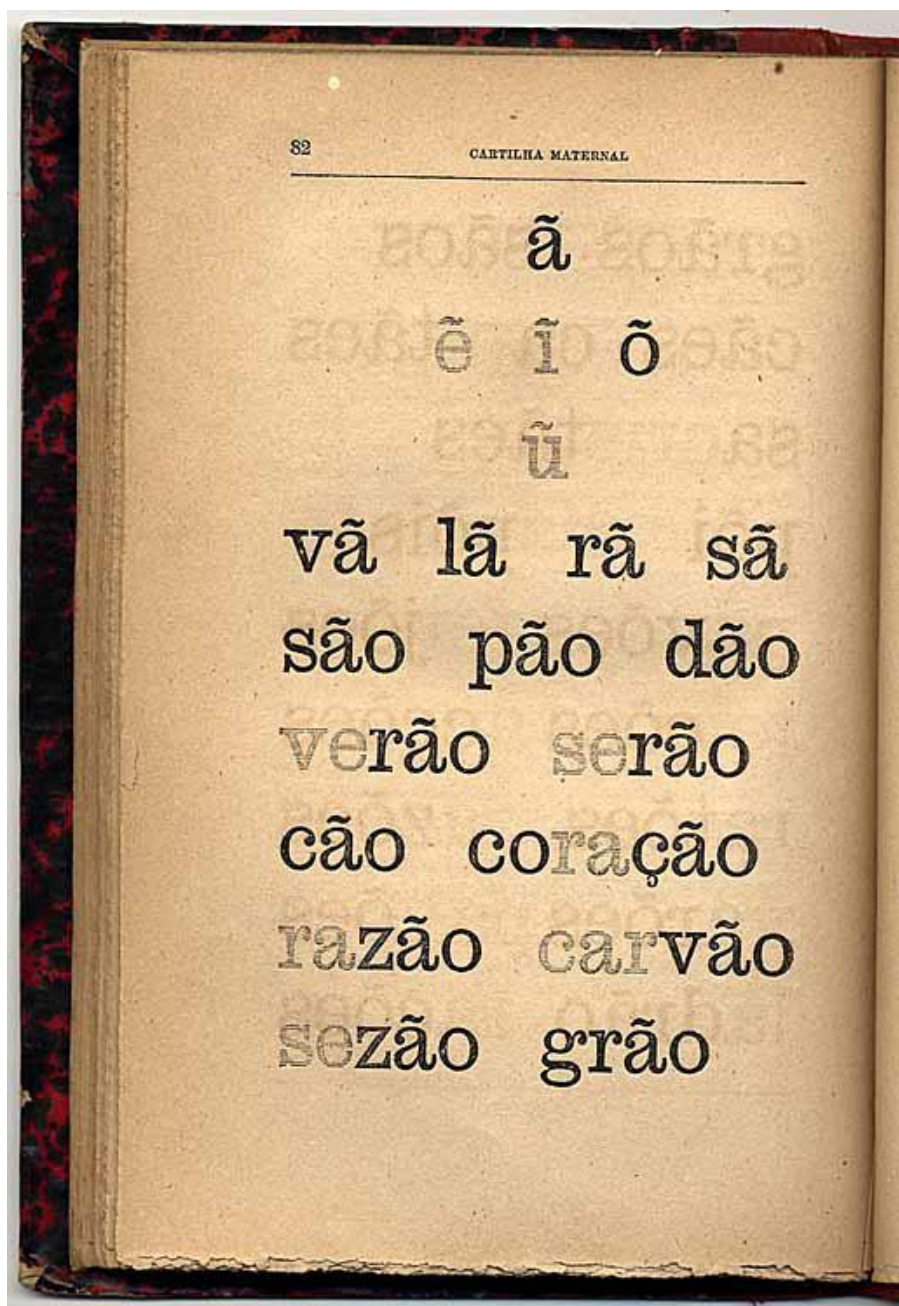 82 CARTILHA MATERNAL
ã
ẽ ĩ õ
ũ
vã lã rã sã
são pão dão
verão serão
cão coração
razão carvão
sezão grão